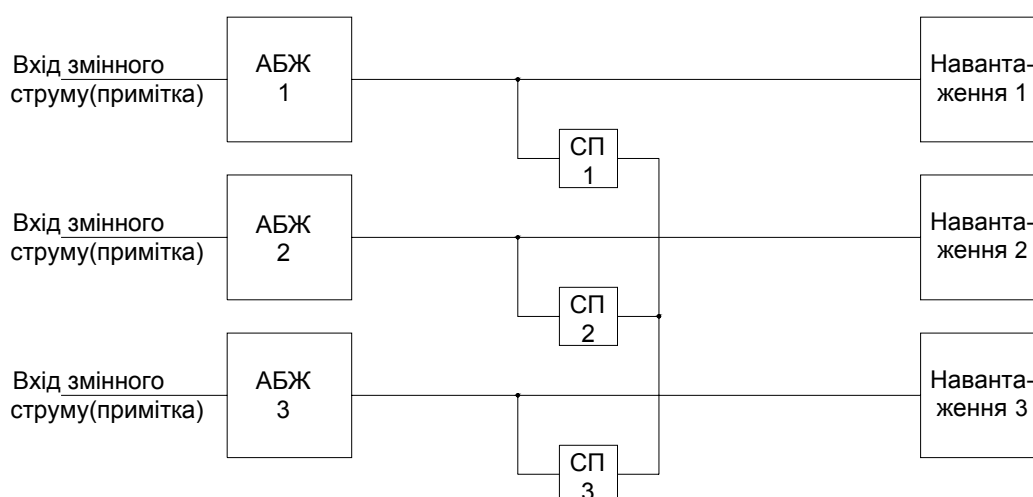 Вхід змінного
струму(примітка)
АБЖ
1
Наванта-
ження 1
СП
1
Вхід змінного
струму(примітка)
АБЖ
2
Наванта-
ження 2
СП
2
Вхід змінного
струму(примітка)
АБЖ
3
Наванта-
ження 3
СП
3